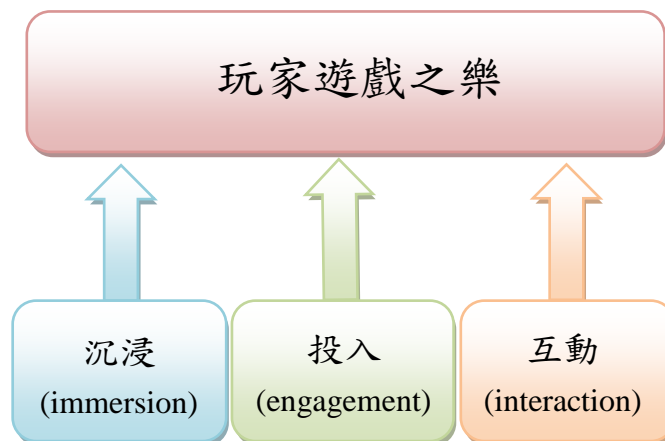 玩家遊戲之樂
沉浸
(immersion)
投入
(engagement)
互動
(interaction)